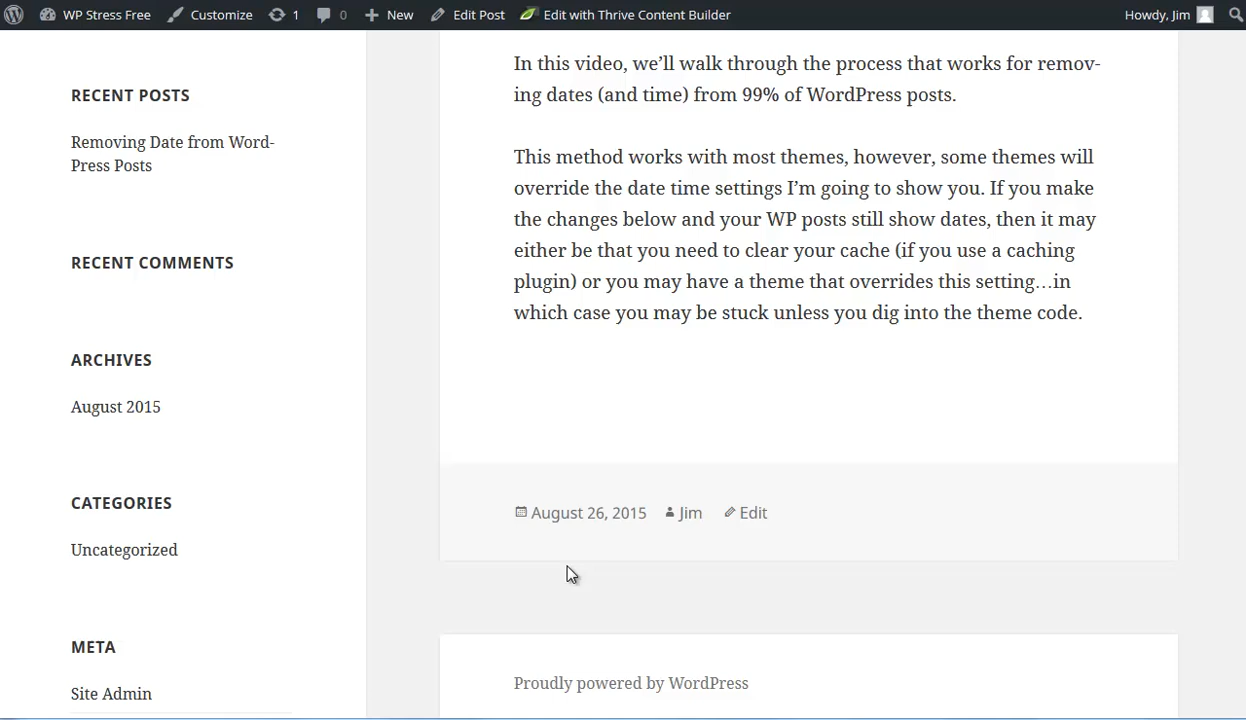 WP Stress Free Customize 1 0 New Edit Post Edit with Thrive Content Builder Howdy, Jim
RECENT POSTS
Removing Date from Word-
Press Posts
RECENT COMMENTS
ARCHIVES
August 2015
CATEGORIES
Uncategorized
META
Site Admin
In this video, we’ll walk through the process that works for remov-
ing dates (and time) from 99% of WordPress posts.
This method works with most themes, however, some themes will
override the date time settings I’m going to show you. If you make
the changes below and your WP posts still show dates, then it may
either be that you need to clear your cache (if you use a caching
plugin) or you may have a theme that overrides this setting…in
which case you may be stuck unless you dig into the theme code.
August 26, 2015 Jim Edit
Proudly powered by WordPress